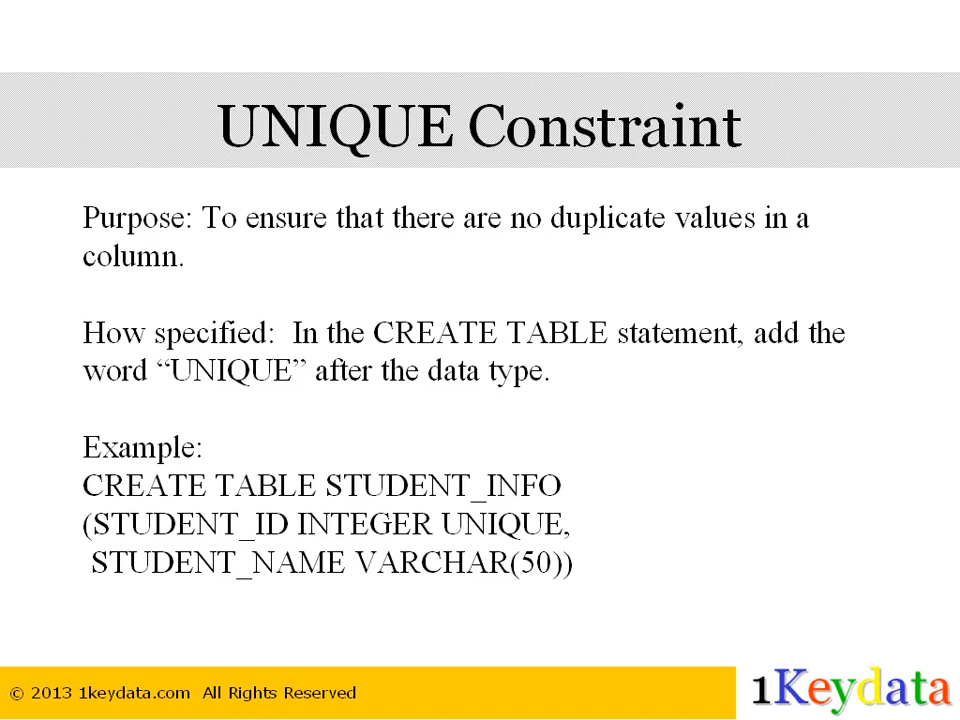 UNIQUE Constraint
Purpose: To ensure that there are no duplicate values in a
column.
How specified:  In the CREATE TABLE statement, add the
word “UNIQUE” after the data type.
Example:
CREATE TABLE STUDENT_INFO
(STUDENT_ID INTEGER UNIQUE,
STUDENT_NAME VARCHAR(50))
© 2013 1keydata.com  All Rights Reserved
1Keydata